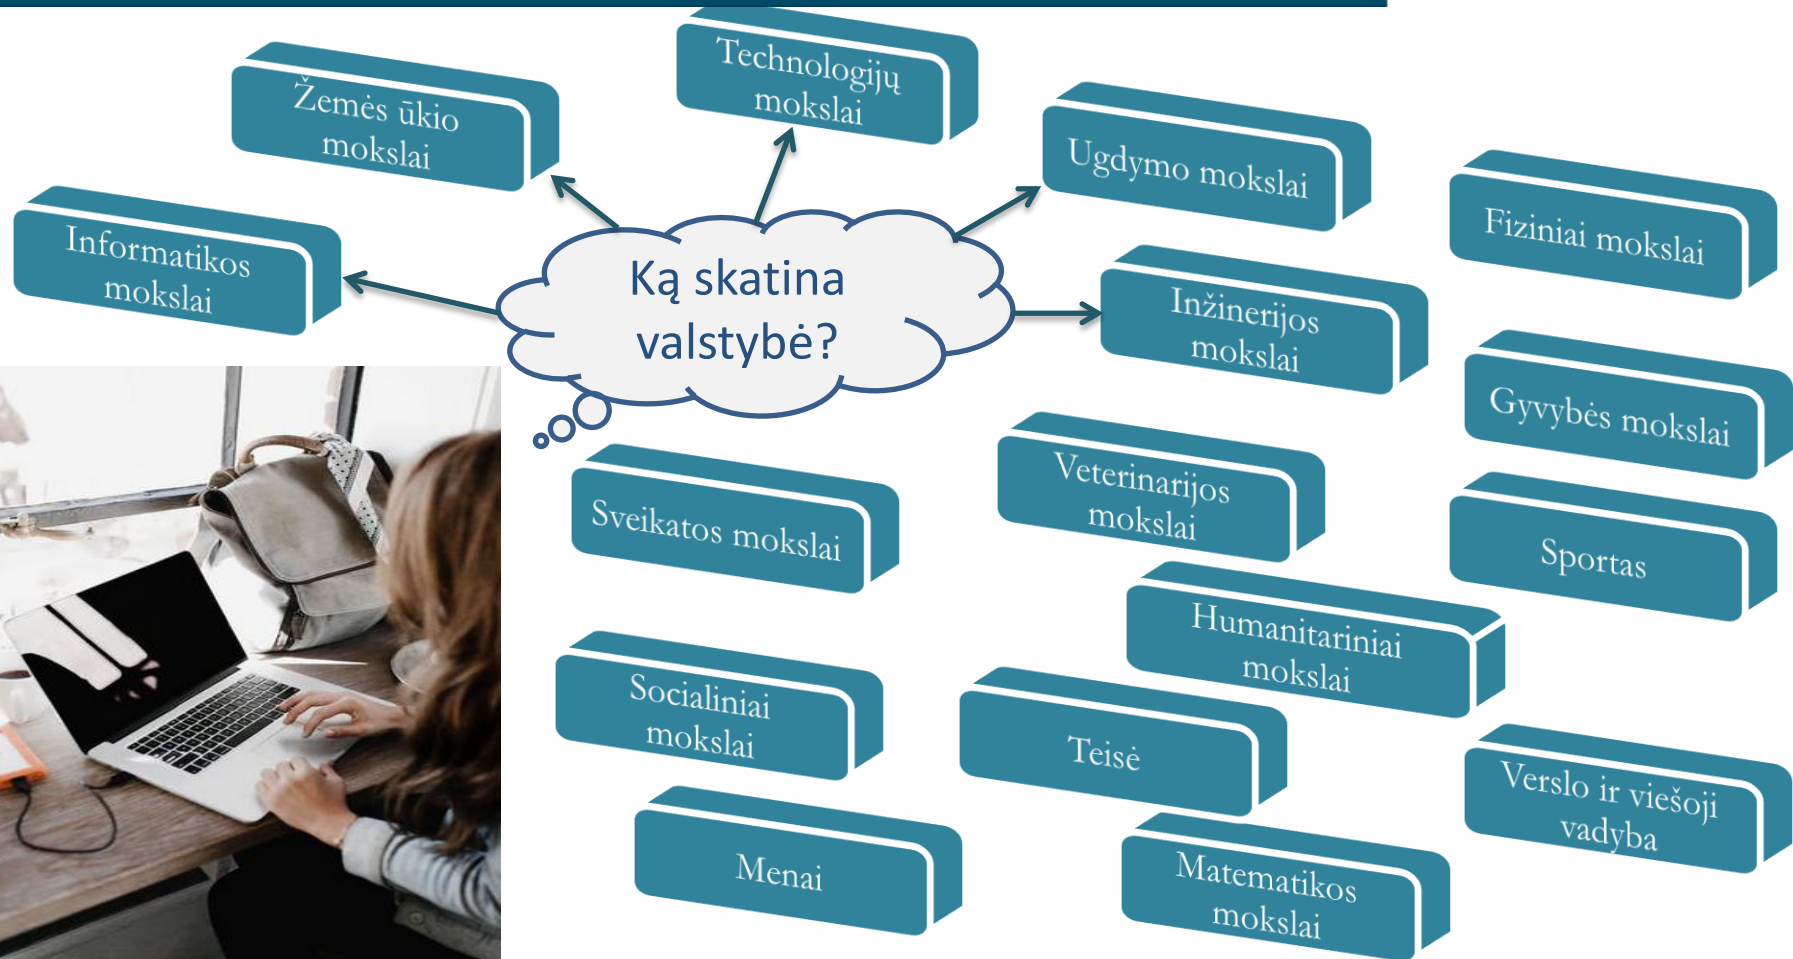 Technologijų
mokslai
Žemės ūkio
mokslai
Ugdymo mokslai
Fiziniai mokslai
Informatikos
mokslai
Ką skatina
valstybė?
Inžinerijos
mokslai
Gyvybės mokslai
Veterinarijos
mokslai
Sveikatos mokslai
Sportas
Humanitariniai
mokslai
Socialiniai
mokslai
Teisė
Verslo ir viešoji
vadyba
Menai
Matematikos
mokslai